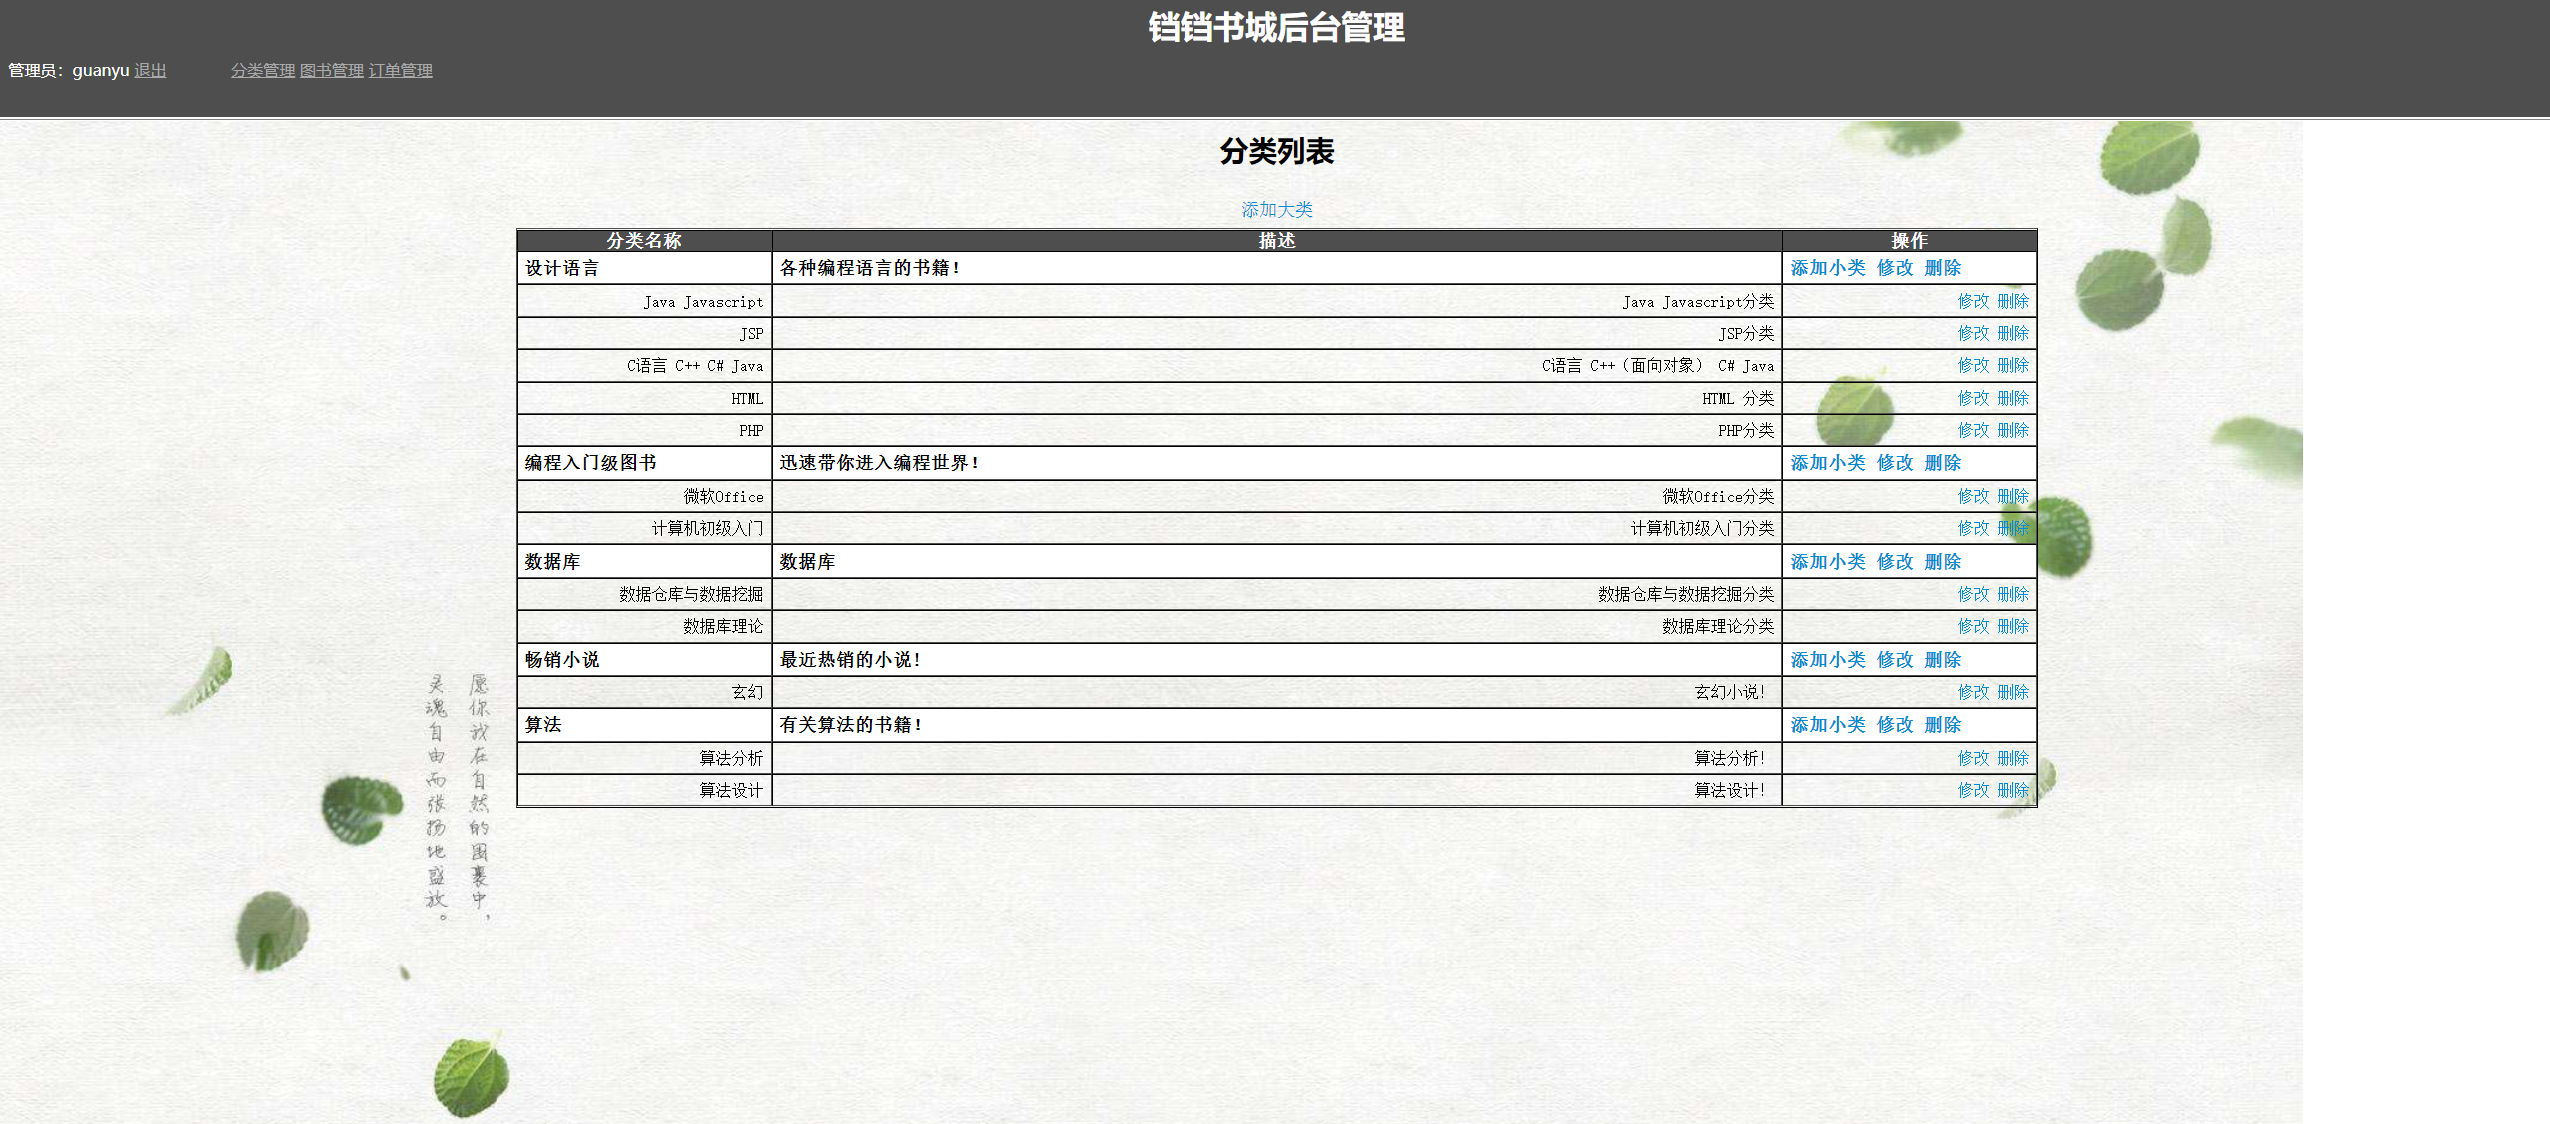 铛铛书城后台管理
管理员：guanyu 退出 分类管理 图书管理 订单管理
分类列表
添加大类
分类名称 描述 操作
设计语言 各种编程语言的书籍！ 添加小类 修改 删除
Java Javascript Java Javascript分类 修改 删除
JSP JSP分类 修改 删除
C语言 C++ C# Java C语言 C++（面向对象） C# Java 修改 删除
HTML HTML 分类 修改 删除
PHP PHP分类 修改 删除
编程入门级图书 迅速带你进入编程世界！ 添加小类 修改 删除
微软Office 微软Office分类 修改 删除
计算机初级入门 计算机初级入门分类 修改 删除
数据库 数据库 添加小类 修改 删除
数据仓库与数据挖掘 数据仓库与数据挖掘分类 修改 删除
数据库理论 数据库理论分类 修改 删除
畅销小说 最近热销的小说！ 添加小类 修改 删除
玄幻 玄幻小说！ 修改 删除
算法 有关算法的书籍！ 添加小类 修改 删除
算法分析 算法分析！ 修改 删除
算法设计 算法设计！ 修改 删除
愿你我在自然的围裹中，
灵魂自由而张扬地盛放。